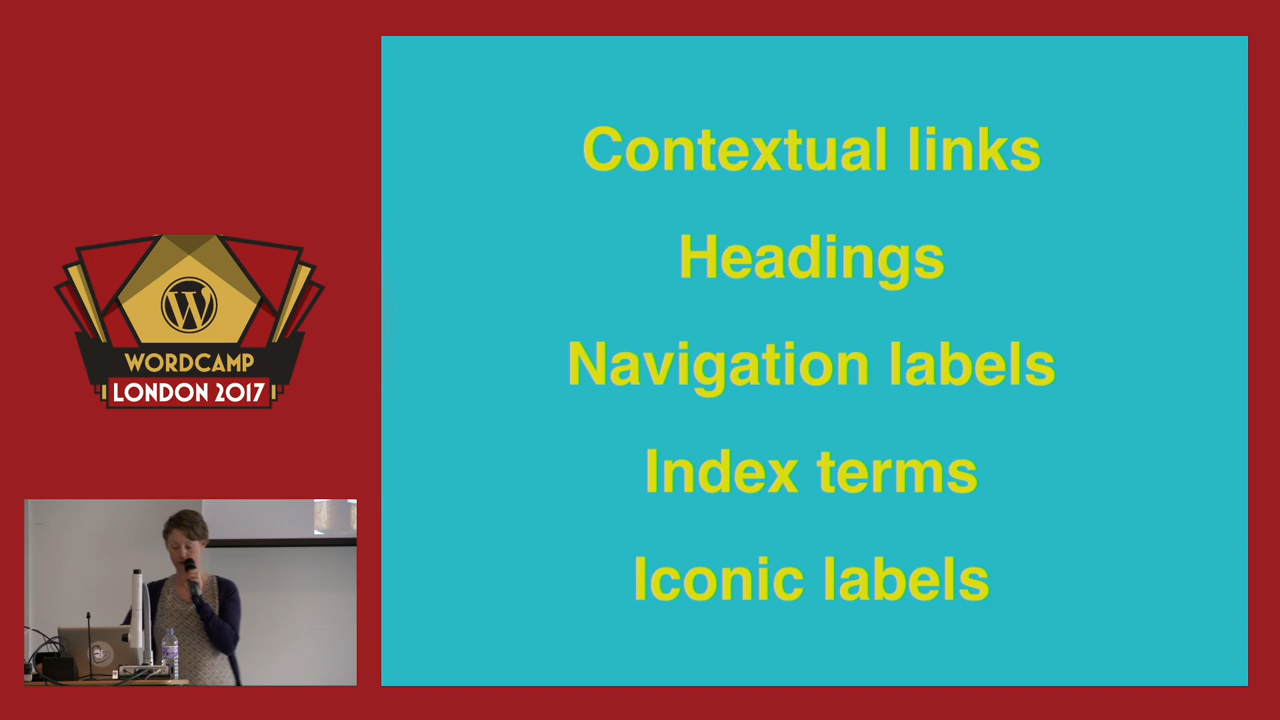 WORDCAMP
LONDON 2017
Contextual links
Headings
Navigation labels
Index terms
Iconic labels